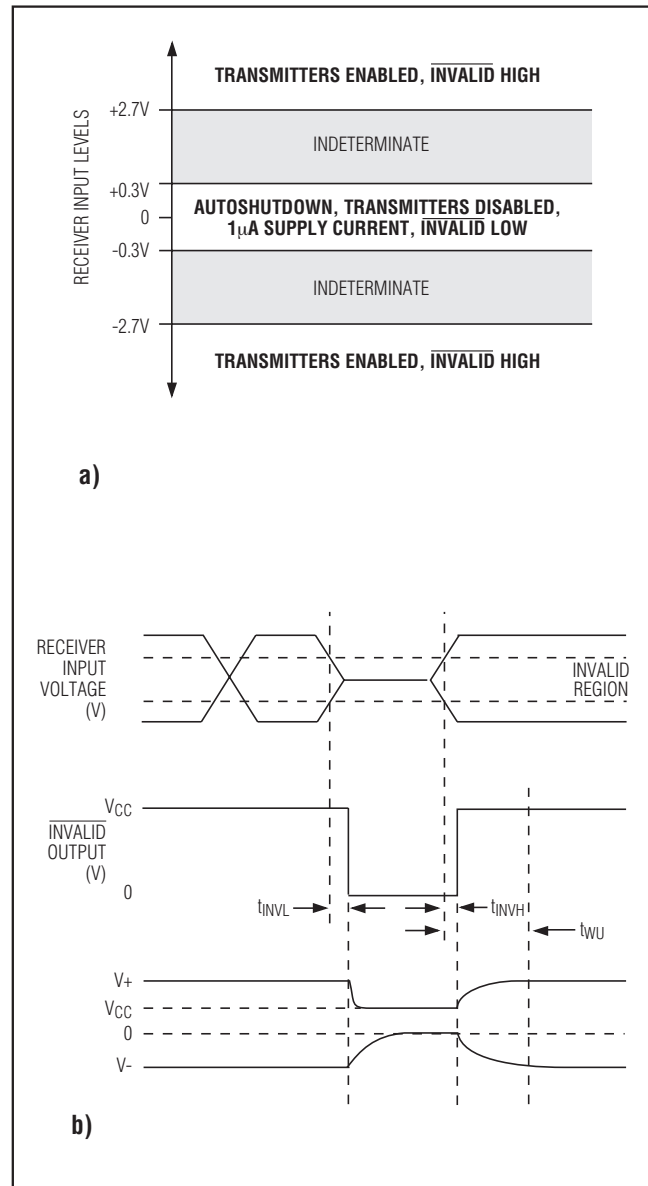 TRANSMITTERS ENABLED, INVALID HIGH
RECEIVER INPUT LEVELS
+2.7V
INDETERMINATE
+0.3V
AUTOSHUTDOWN, TRANSMITTERS DISABLED,
0
1µA SUPPLY CURRENT, INVALID LOW
-0.3V
INDETERMINATE
-2.7V
TRANSMITTERS ENABLED, INVALID HIGH
a)
RECEIVER
INPUT
VOLTAGE
(V)
INVALID
REGION
VCC
INVALID
OUTPUT
(V)
0
tINVL
tINVH
tWU
V+
VCC
0
V-
b)